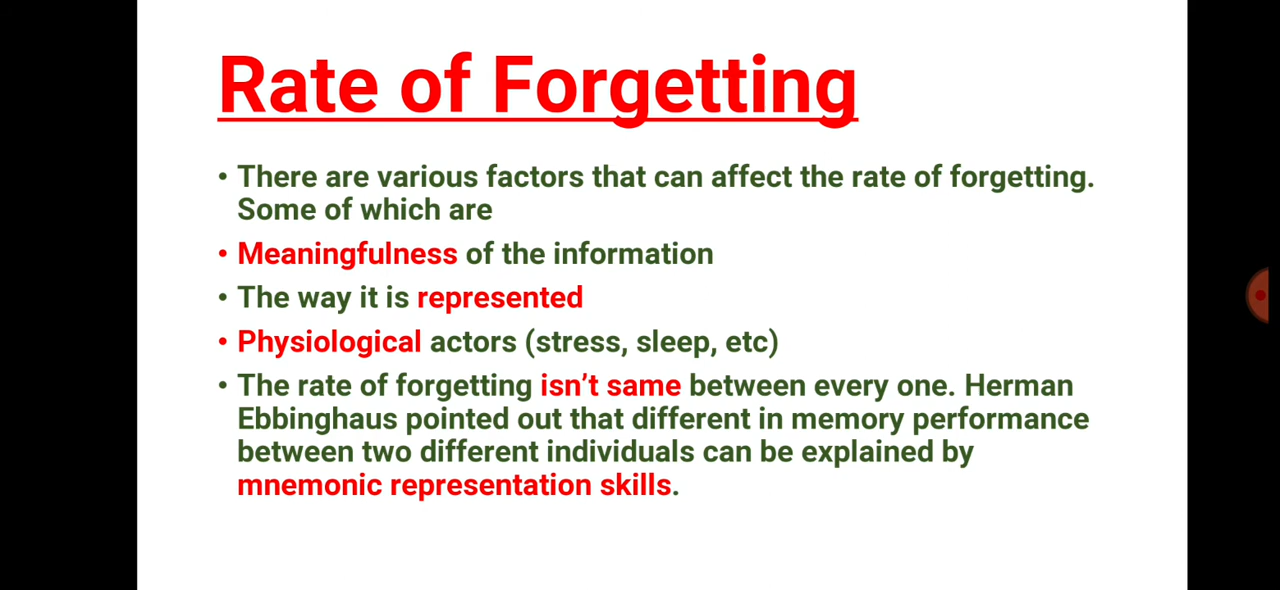 Rate of Forgetting
• There are various factors that can affect the rate of forgetting.
Some of which are
• Meaningfulness of the information
• The way it is represented
• Physiological actors (stress, sleep, etc)
• The rate of forgetting isn’t same between every one. Herman
Ebbinghaus pointed out that different in memory performance
between two different individuals can be explained by
mnemonic representation skills.